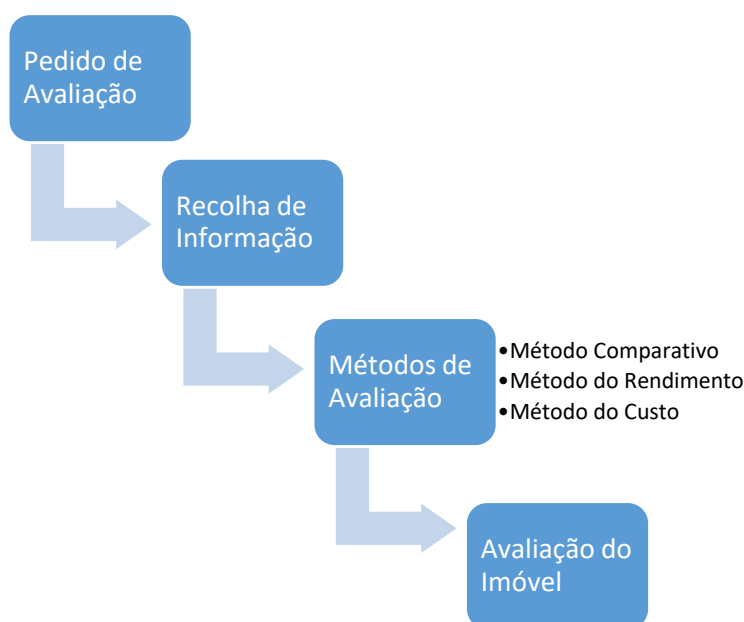 Pedido de
Avaliação
Recolha de
Informação
Métodos de
Avaliação
•Método Comparativo
•Método do Rendimento
•Método do Custo
Avaliação do
Imóvel